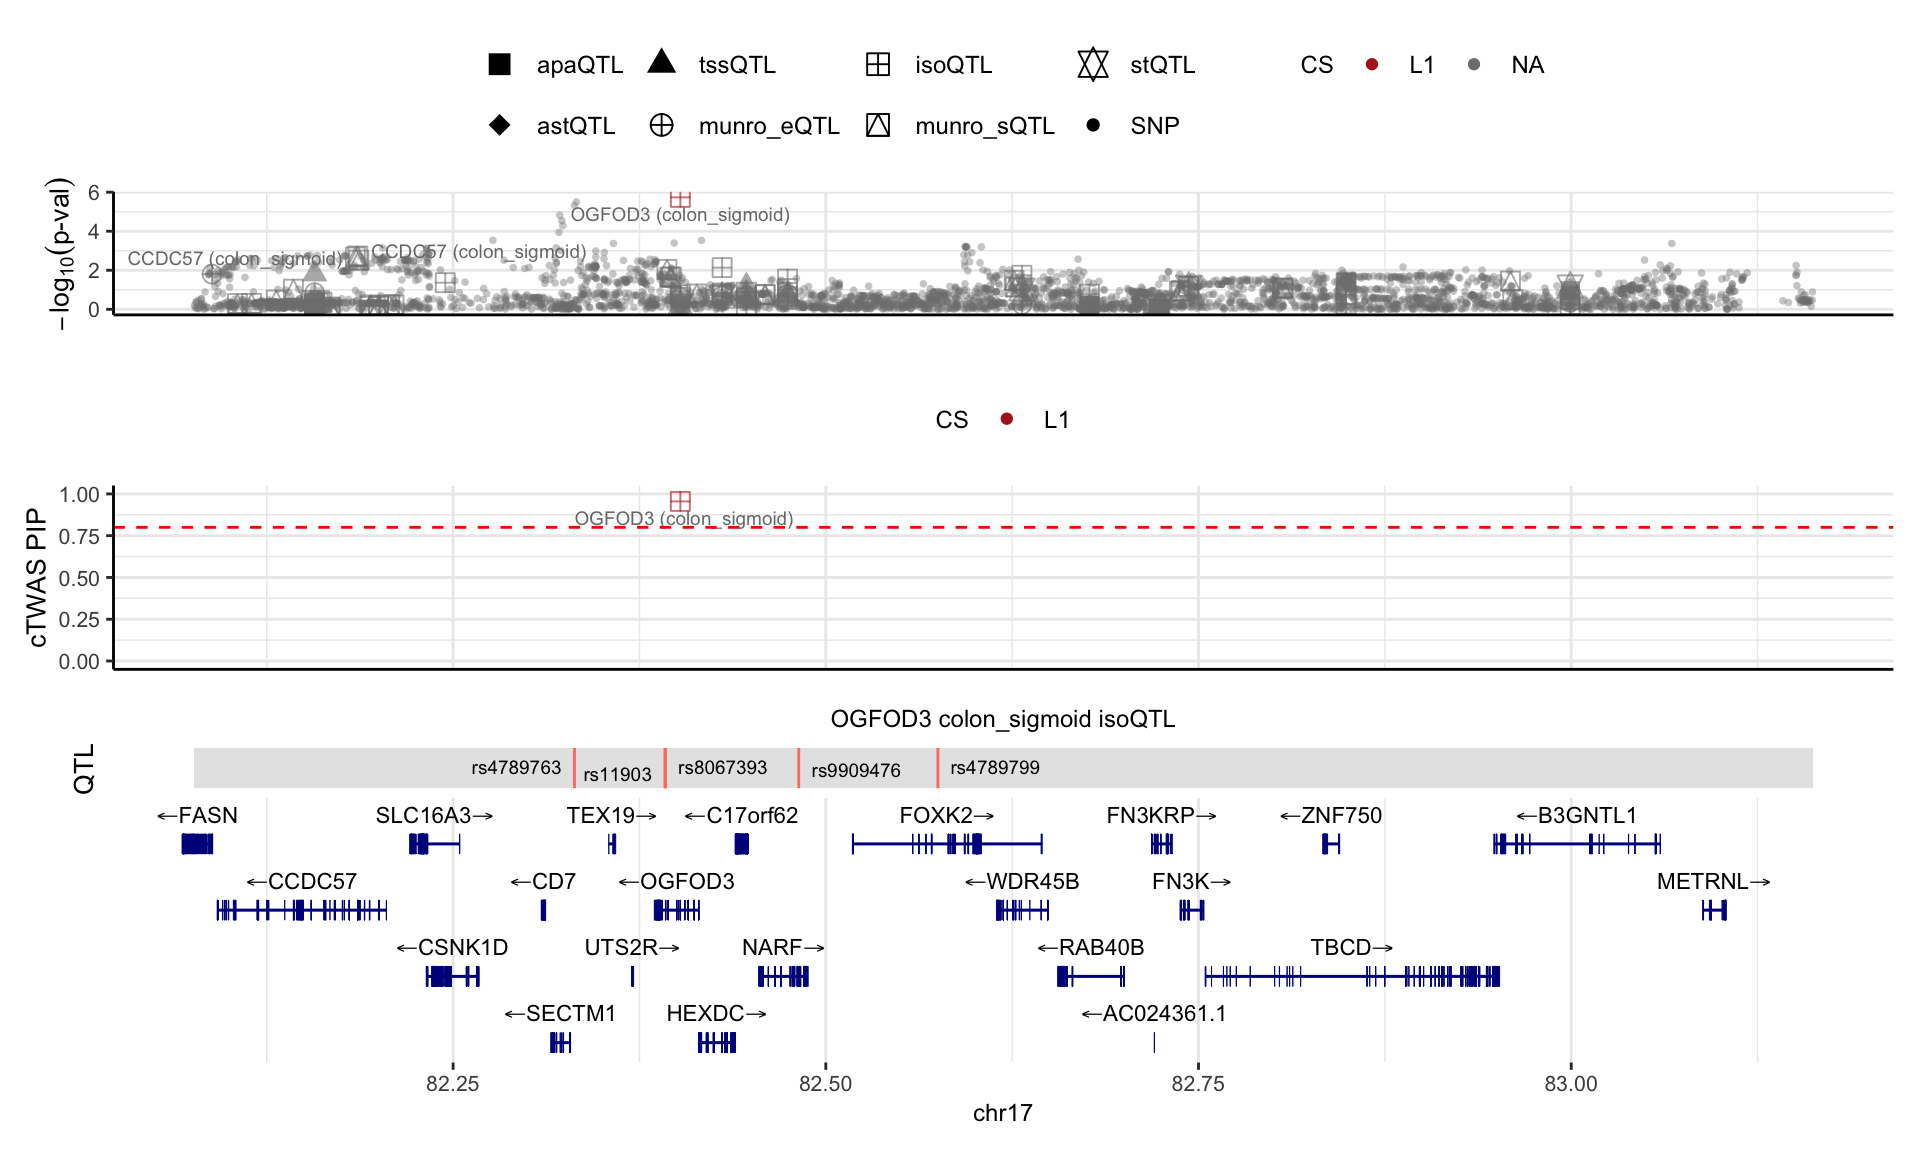 apaQTL tssQTL isoQTL stQTL CS L1 NA
astQTL munro_eQTL munro_sQTL SNP
−log10(p-val)
6
4
2
0
OGFOD3 (colon_sigmoid)
CCDC57 (colon_sigmoid)
CCDC57 (colon_sigmoid)
CS L1
cTWAS PIP
1.00
0.75
0.50
0.25
0.00
OGFOD3 (colon_sigmoid)
OGFOD3 colon_sigmoid isoQTL
QTL
rs4789763 rs11903 rs8067393 rs9909476 rs4789799
←FASN SLC16A3→ TEX19→ ←C17orf62 FOXK2→ FN3KRP→ ←ZNF750 ←B3GNTL1
←CCDC57 ←CD7 ←OGFOD3 ←WDR45B FN3K→ METRNL→
←CSNK1D UTS2R→ NARF→ ←RAB40B TBCD→
←SECTM1 HEXDC→ ←AC024361.1
82.25 82.50 82.75 83.00
chr17